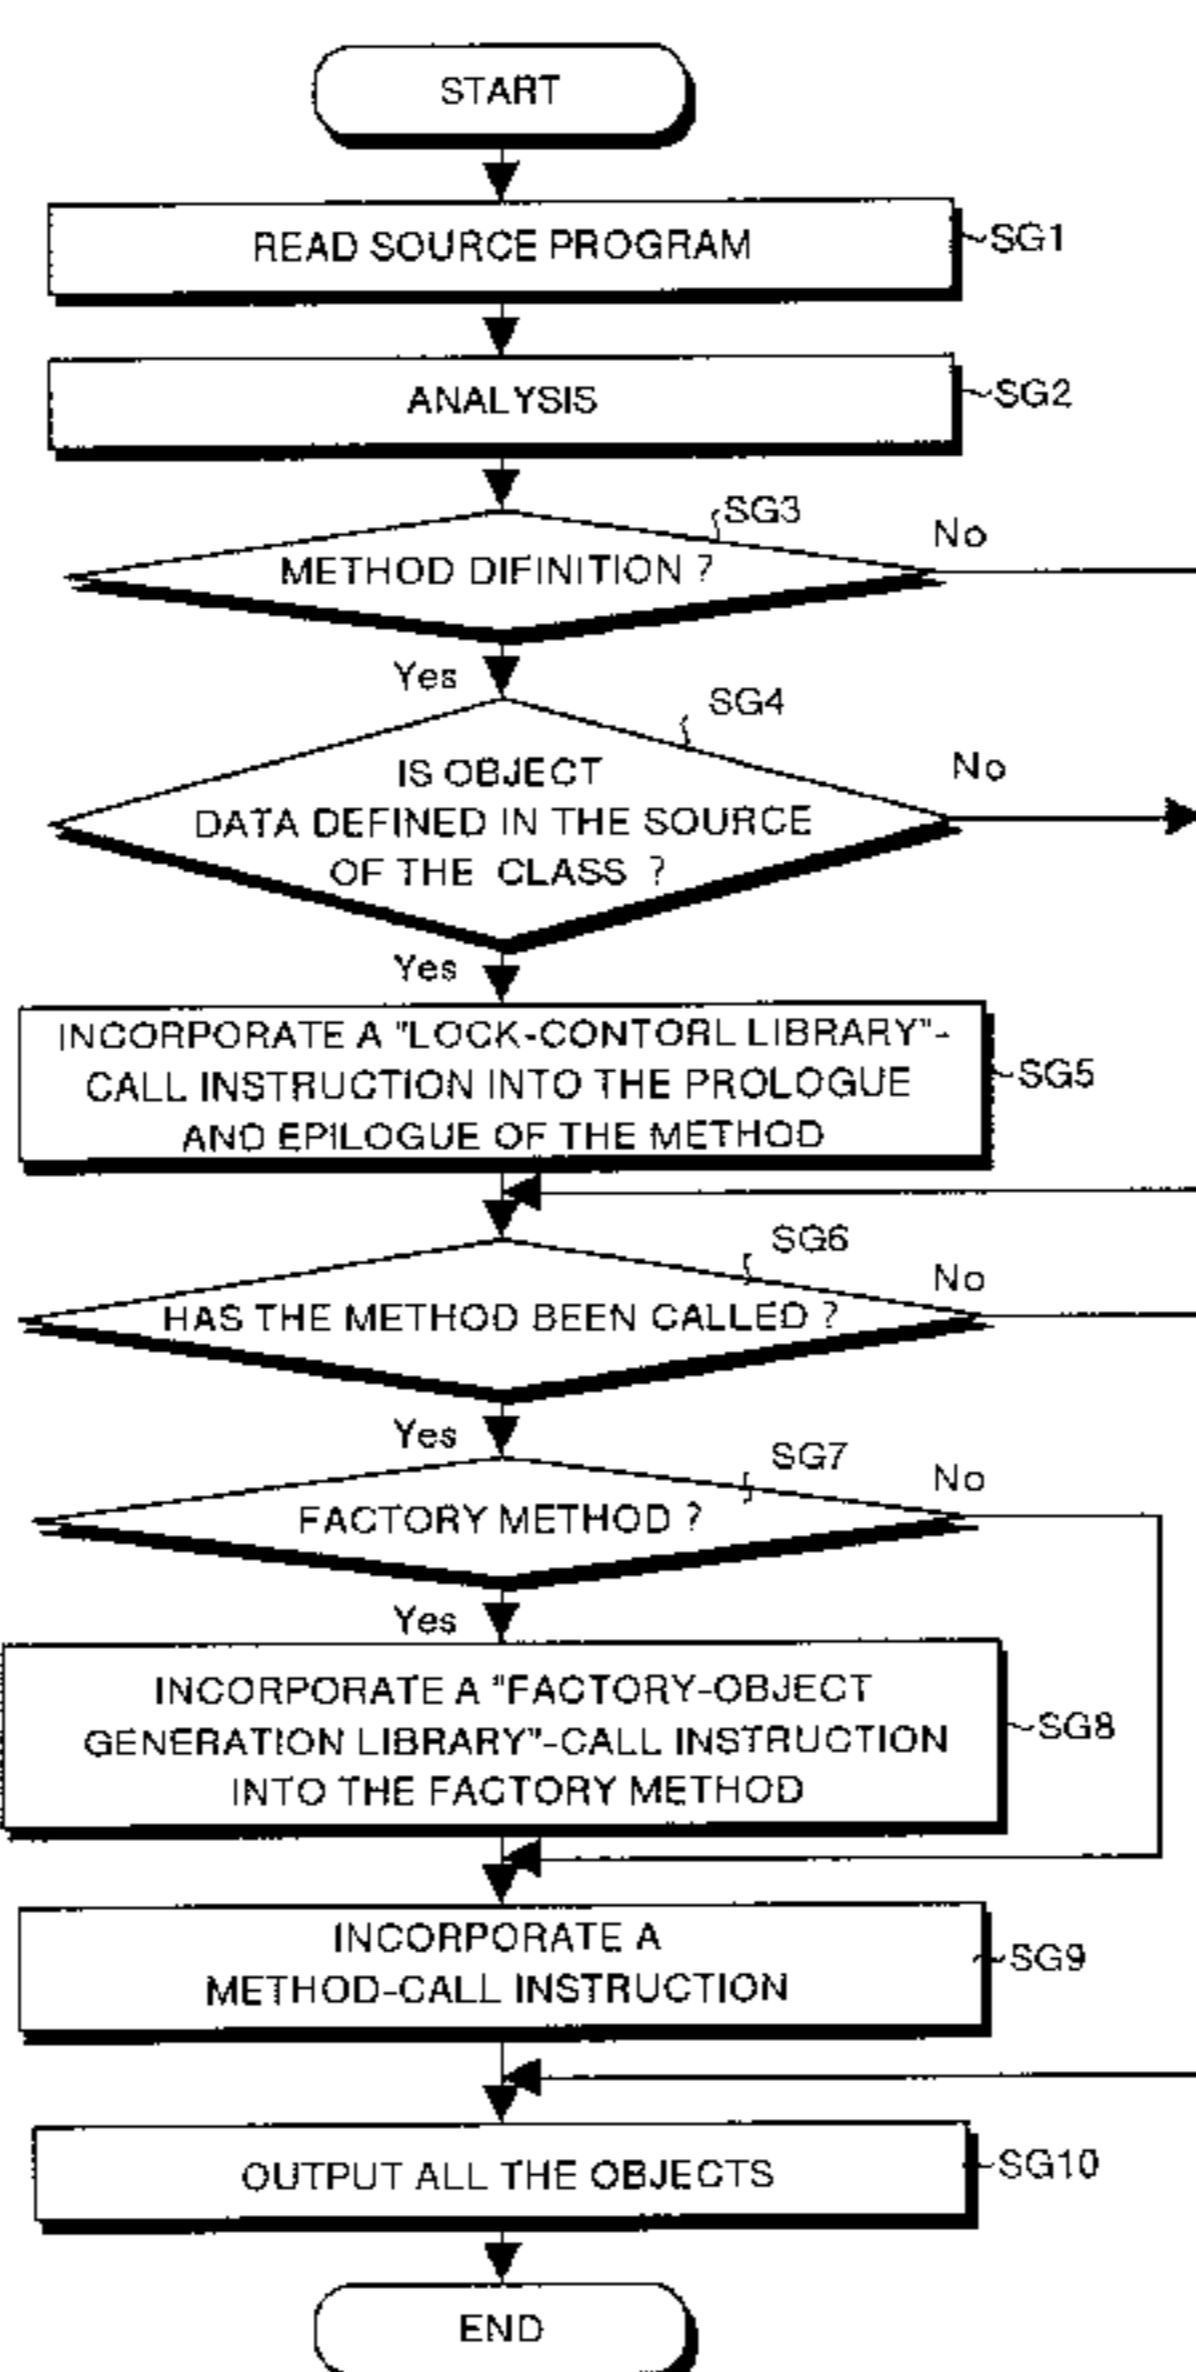 START
READ SOURCE PROGRAM
SG1
ANALYSIS
SG2
SG3
No
METHOD DIFINITION ?
Yes
SG4
No
IS OBJECT
DATA DEFINED IN THE SOURCE
OF THE CLASS ?
Yes
INCORPORATE A "LOCK-CONTORL LIBRARY"-
CALL INSTRUCTION INTO THE PROLOGUE
AND EPILOGUE OF THE METHOD
SG5
SG6
No
HAS THE METHOD BEEN CALLED ?
Yes
SG7
No
FACTORY METHOD ?
Yes
INCORPORATE A "FACTORY-OBJECT
GENERATION LIBRARY"-CALL INSTRUCTION
INTO THE FACTORY METHOD
SG8
INCORPORATE A
METHOD-CALL INSTRUCTION
SG9
OUTPUT ALL THE OBJECTS
SG10
END